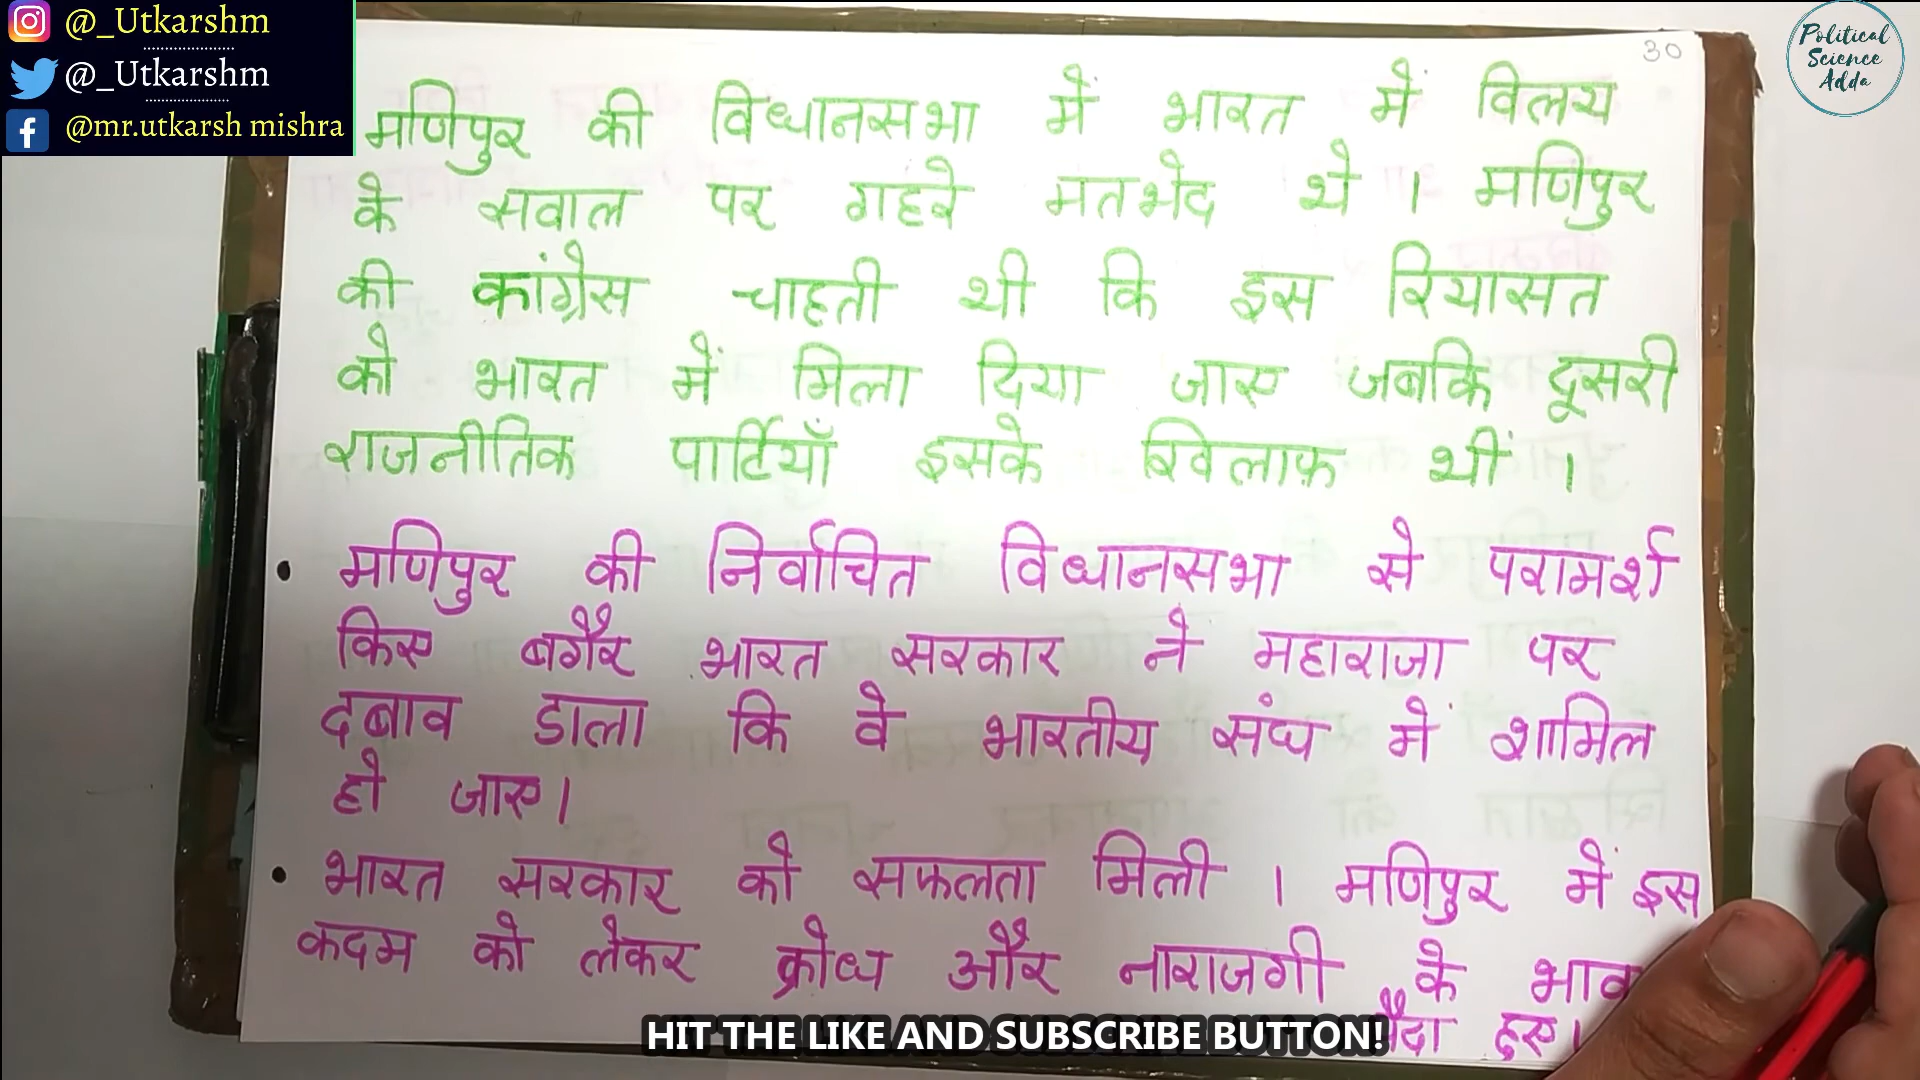 @_Utkarshm
@_Utkarshm
@mr.utkarsh mishra
Political
Science
Adda
30
मणिपुर की विधानसभा में भारत में विलय
के सवाल पर गहरे मतभेद थे । मणिपुर
की कांग्रेस चाहती थी कि इस रियासत
को भारत में मिला दिया जाए जबकि दूसरी
राजनीतिक पार्टियाँ इसके खिलाफ़ थीं ।
• मणिपुर की निर्वाचित विधानसभा से परामर्श
किए बगैर भारत सरकार ने महाराजा पर
दबाव डाला कि वे भारतीय संघ में शामिल
हो जाए।
• भारत सरकार को सफलता मिली । मणिपुर में इस
कदम को लेकर क्रोध और नाराजगी के भाव
पैदा हुए।
HIT THE LIKE AND SUBSCRIBE BUTTON!